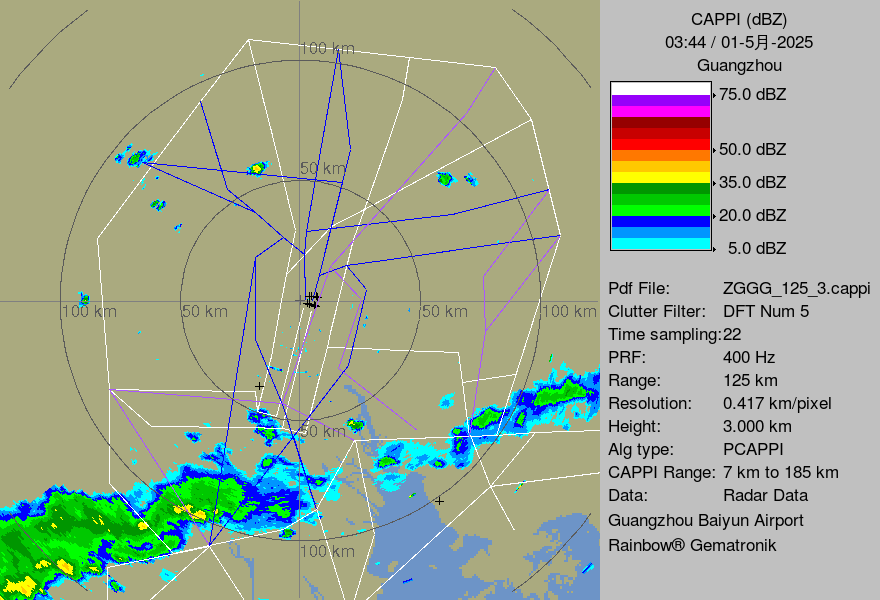 CAPPI (dBZ)
03:44 / 01-5月-2025
Guangzhou
75.0 dBZ
50.0 dBZ
35.0 dBZ
20.0 dBZ
5.0 dBZ
Pdf File: ZGGG_125_3.cappi
Clutter Filter: DFT Num 5
Time sampling:22
PRF: 400 Hz
Range: 125 km
Resolution: 0.417 km/pixel
Height: 3.000 km
Alg type: PCAPPI
CAPPI Range: 7 km to 185 km
Data: Radar Data
Guangzhou Baiyun Airport
Rainbow® Gematronik
100 km
50 km
100 km
50 km
50 km
100 km
50 km
100 km